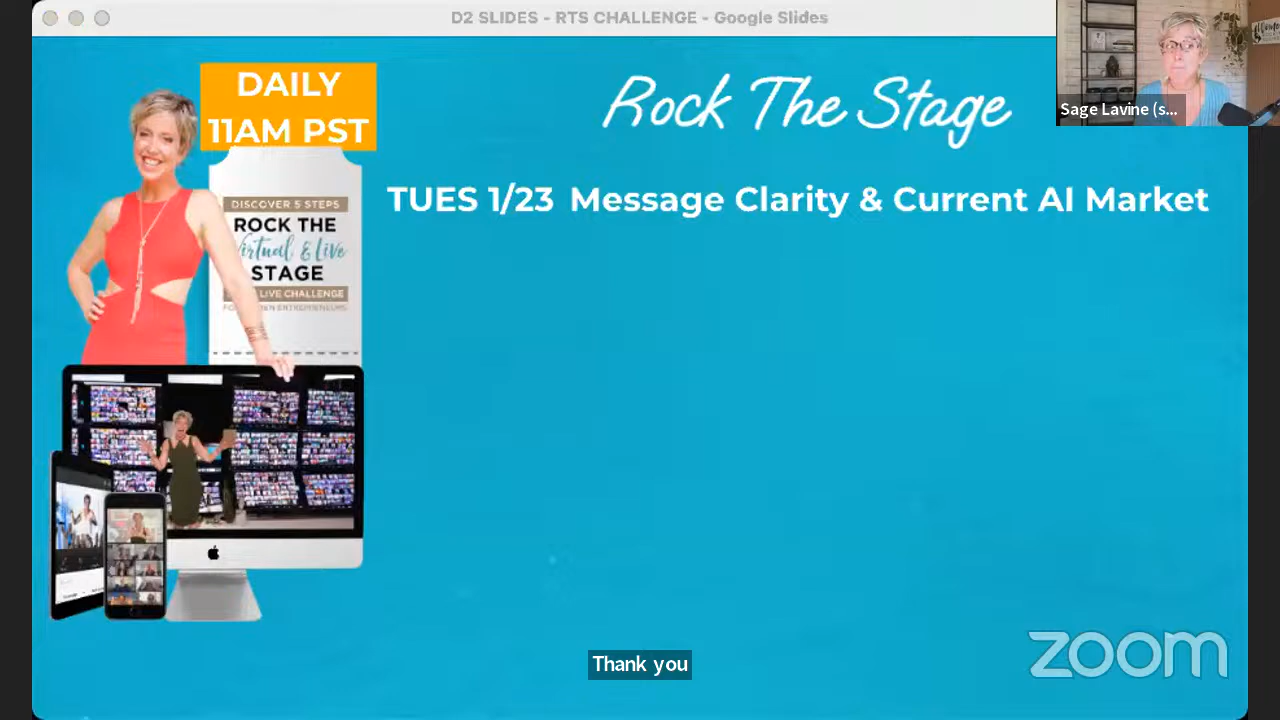 D2 SLIDES - RTS CHALLENGE - Google Slides
Sage Lavine (s...
DAILY
11AM PST
Rock The Stage
TUES 1/23 Message Clarity & Current AI Market
DISCOVER 5 STEPS
ROCK THE
Virtual & Live
STAGE
LIVE CHALLENGE
Thank you
zoom